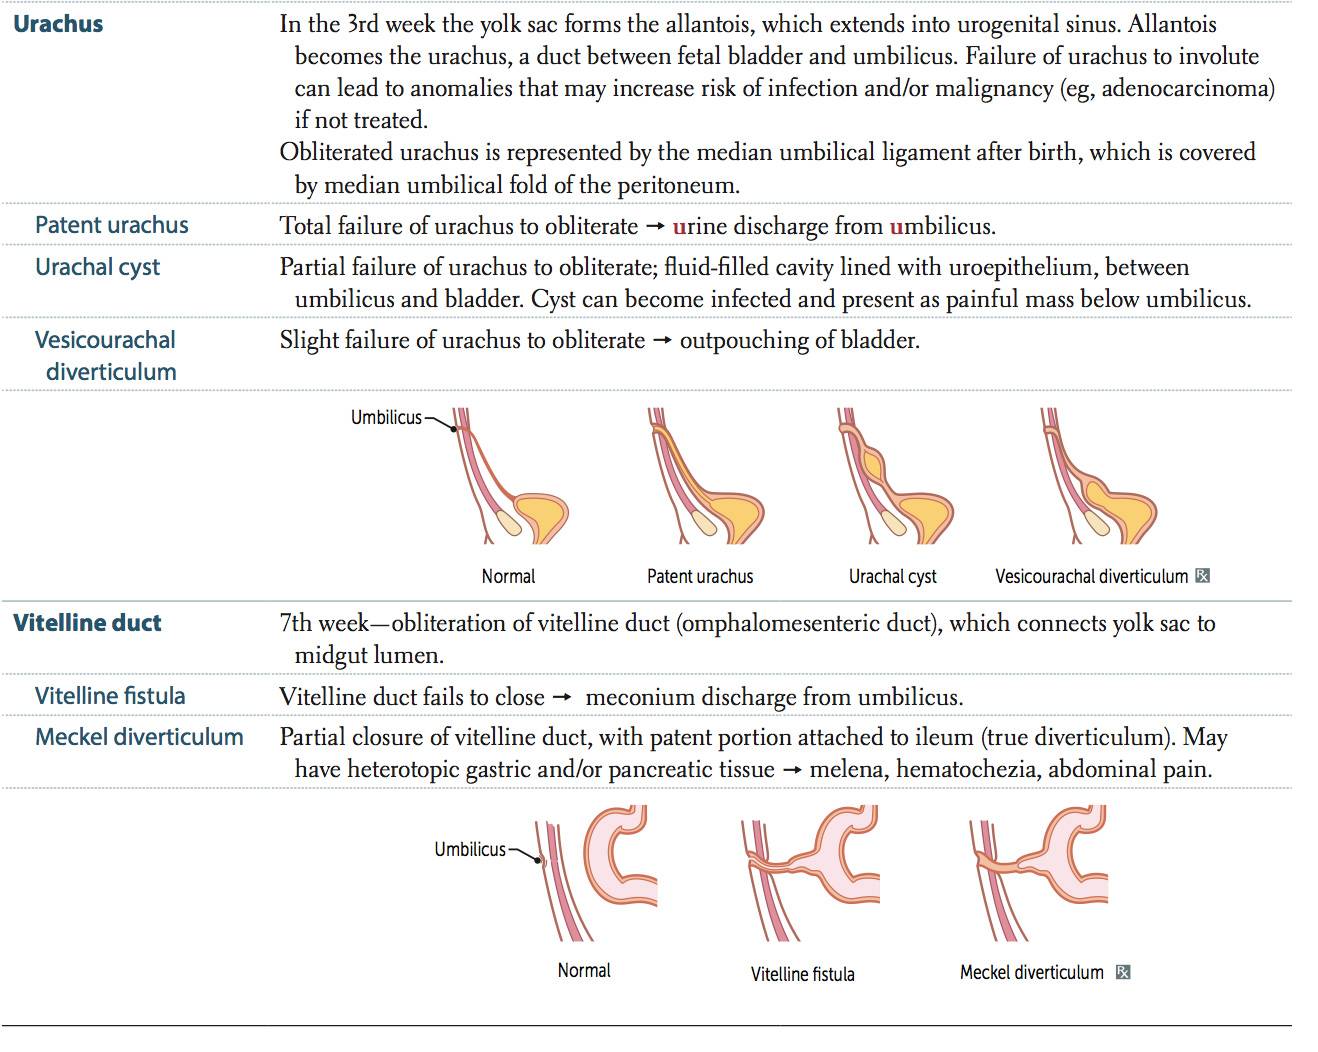 Urachus
In the 3rd week the yolk sac forms the allantois, which extends into urogenital sinus. Allantois
becomes the urachus, a duct between fetal bladder and umbilicus. Failure of urachus to involute
can lead to anomalies that may increase risk of infection and/or malignancy (eg, adenocarcinoma)
if not treated.
Obliterated urachus is represented by the median umbilical ligament after birth, which is covered
by median umbilical fold of the peritoneum.
Patent urachus
Total failure of urachus to obliterate → urine discharge from umbilicus.
Urachal cyst
Partial failure of urachus to obliterate; fluid-filled cavity lined with uroepithelium, between
umbilicus and bladder. Cyst can become infected and present as painful mass below umbilicus.
Vesicourachal
diverticulum
Slight failure of urachus to obliterate → outpouching of bladder.
Umbilicus
Normal
Patent urachus
Urachal cyst
Vesicourachal diverticulum Rx
Vitelline duct
7th week—obliteration of vitelline duct (omphalomesenteric duct), which connects yolk sac to
midgut lumen.
Vitelline fistula
Vitelline duct fails to close → meconium discharge from umbilicus.
Meckel diverticulum
Partial closure of vitelline duct, with patent portion attached to ileum (true diverticulum). May
have heterotopic gastric and/or pancreatic tissue → melena, hematochezia, abdominal pain.
Umbilicus
Normal
Vitelline fistula
Meckel diverticulum Rx